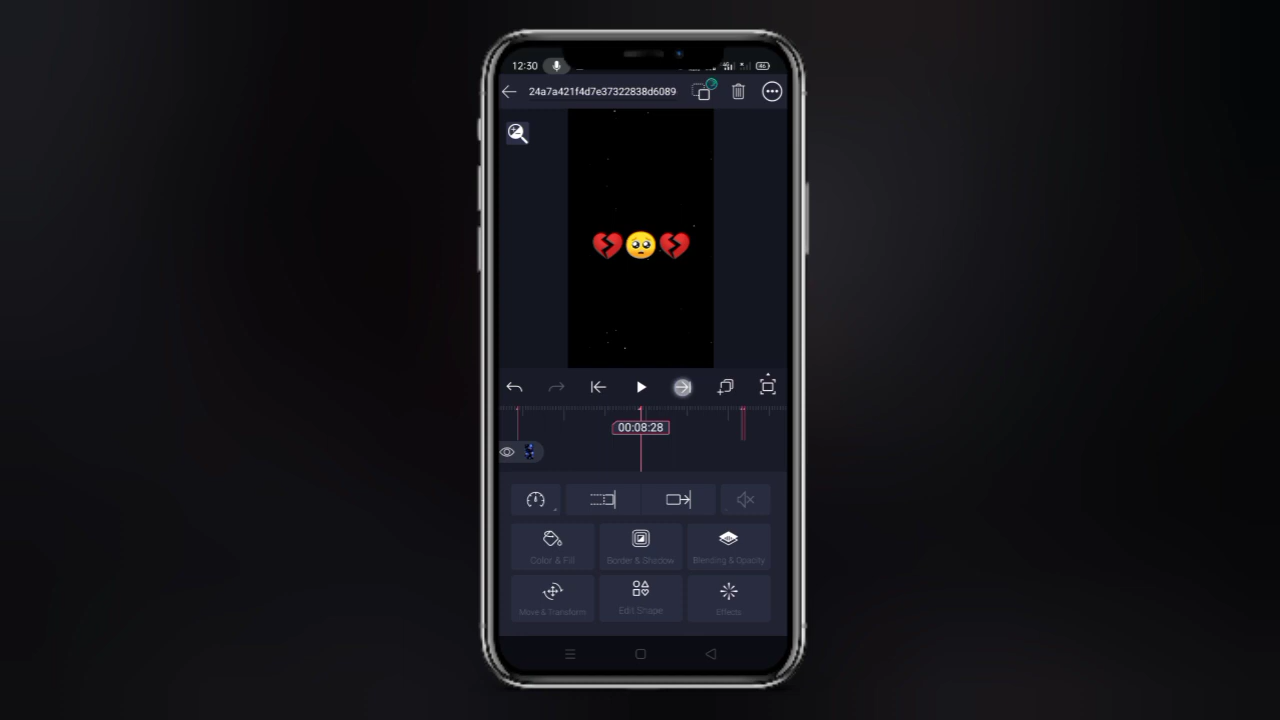 12:30
24a7a421f4d7e37322838d6089
00:08:28
Color & Fill
Border & Shadow
Blending & Opacity
Move & Transform
Edit Shape
Effects